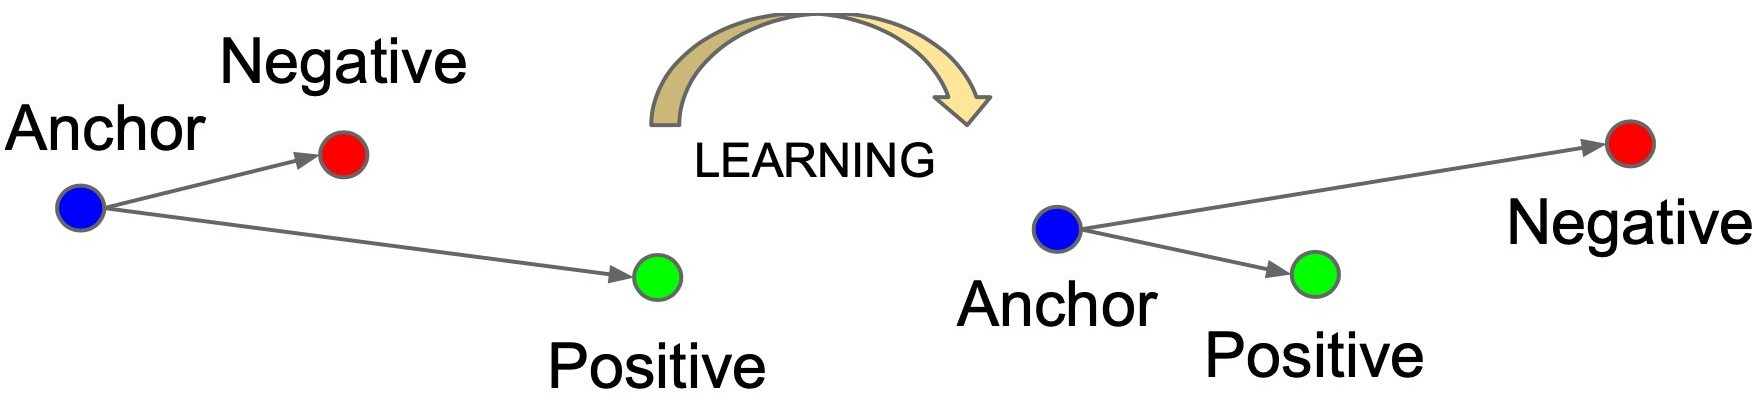 Negative
Anchor
Positive
LEARNING
Negative
Anchor
Positive